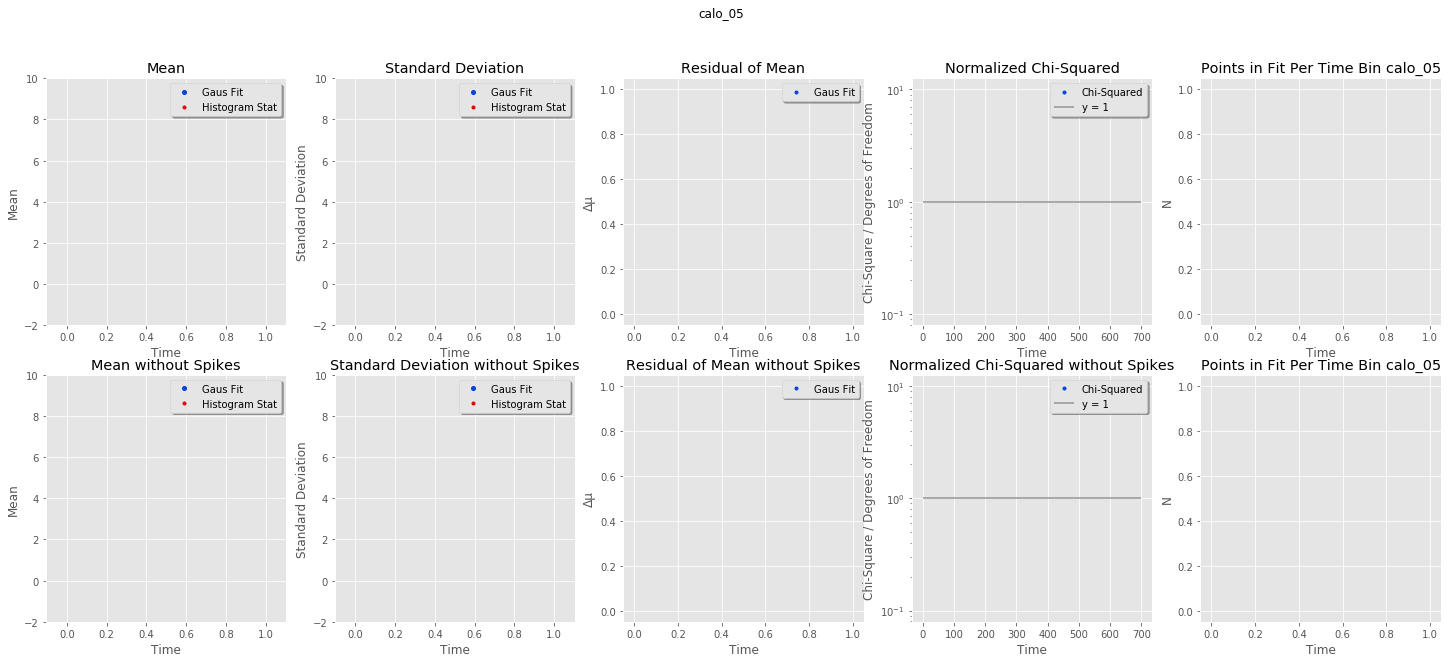 calo_05
Mean
Gaus Fit
Histogram Stat
Mean
10
8
6
4
2
0
−2
0.0 0.2 0.4 0.6 0.8 1.0
Time
Standard Deviation
Gaus Fit
Histogram Stat
Standard Deviation
10
8
6
4
2
0
−2
0.0 0.2 0.4 0.6 0.8 1.0
Time
Residual of Mean
Gaus Fit
Δμ
1.0
0.8
0.6
0.4
0.2
0.0
0.0 0.2 0.4 0.6 0.8 1.0
Time
Normalized Chi-Squared
Chi-Squared
y = 1
Chi-Square / Degrees of Freedom
10¹
10⁰
10⁻¹
0 100 200 300 400 500 600 700
Time
Points in Fit Per Time Bin calo_05
N
1.0
0.8
0.6
0.4
0.2
0.0
0.0 0.2 0.4 0.6 0.8 1.0
Time
Mean without Spikes
Gaus Fit
Histogram Stat
Mean
10
8
6
4
2
0
−2
0.0 0.2 0.4 0.6 0.8 1.0
Time
Standard Deviation without Spikes
Gaus Fit
Histogram Stat
Standard Deviation
10
8
6
4
2
0
−2
0.0 0.2 0.4 0.6 0.8 1.0
Time
Residual of Mean without Spikes
Gaus Fit
Δμ
1.0
0.8
0.6
0.4
0.2
0.0
0.0 0.2 0.4 0.6 0.8 1.0
Time
Normalized Chi-Squared without Spikes
Chi-Squared
y = 1
Chi-Square / Degrees of Freedom
10¹
10⁰
10⁻¹
0 100 200 300 400 500 600 700
Time
Points in Fit Per Time Bin calo_05
N
1.0
0.8
0.6
0.4
0.2
0.0
0.0 0.2 0.4 0.6 0.8 1.0
Time